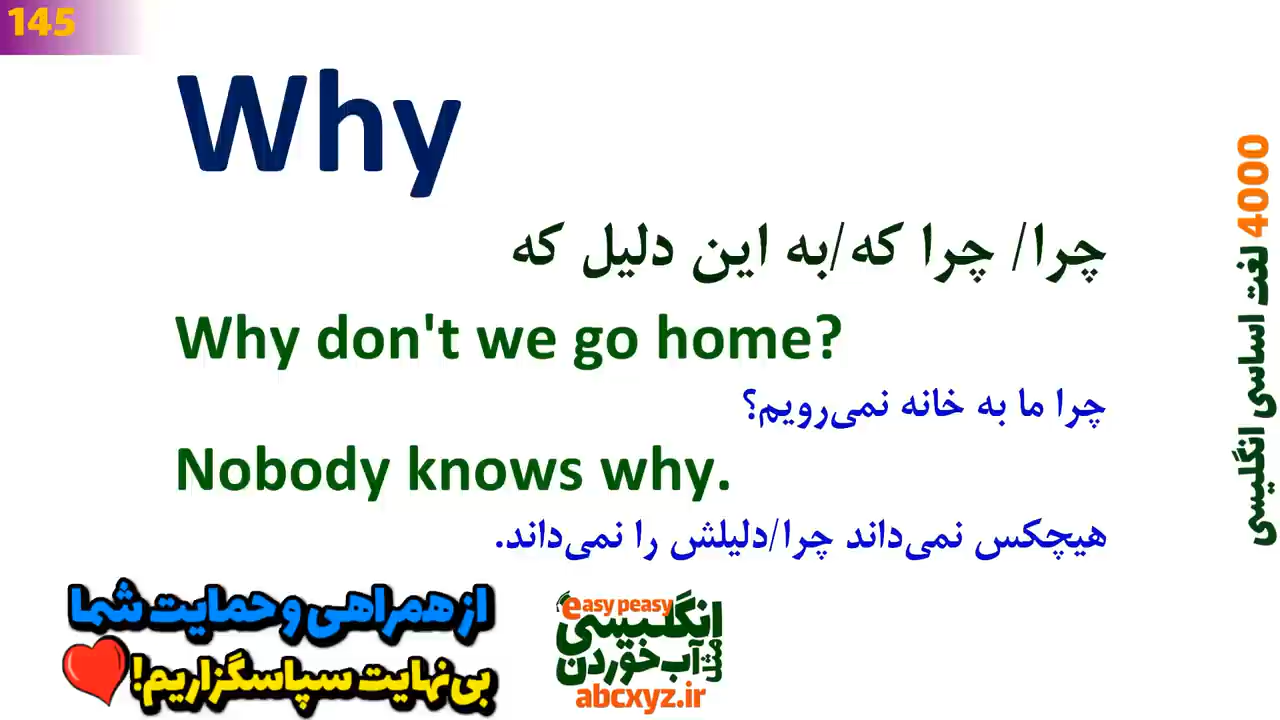 145
Why
چرا/ چرا که/به این دلیل که
Why don't we go home?
چرا ما به خانه نمی‌رویم؟
Nobody knows why.
هیچکس نمی‌داند چرا/دلیلش را نمی‌داند.
4000 لغت اساسی انگلیسی
از همراهی و حمایت شما
بی‌نهایت سپاسگزاریم!
easy peasy
انگلیسی
مثل آب خوردن
abcxyz.ir